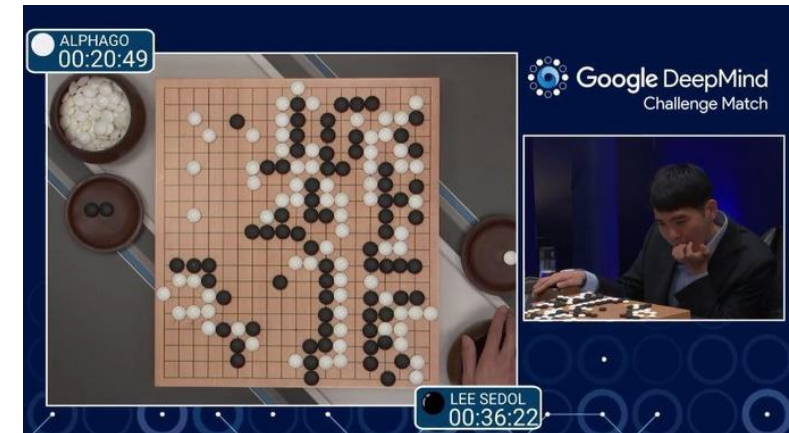 ALPHAGO
00:20:49
Google DeepMind
Challenge Match
LEE SEDOL
00:36:22